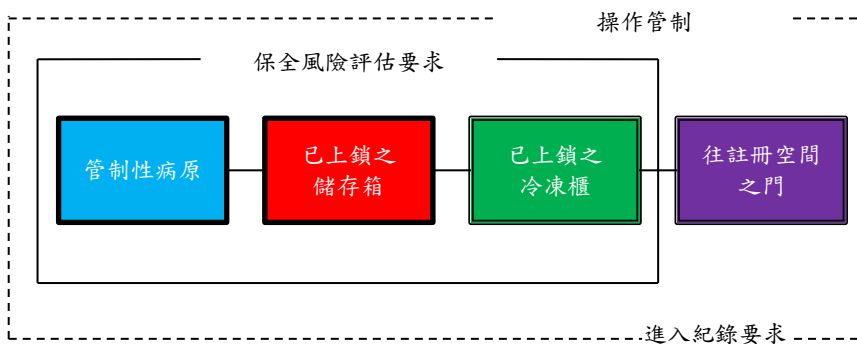 操作管制
保全風險評估要求
管制性病原
已上鎖之
儲存箱
已上鎖之
冷凍櫃
往註冊空間
之門
進入紀錄要求